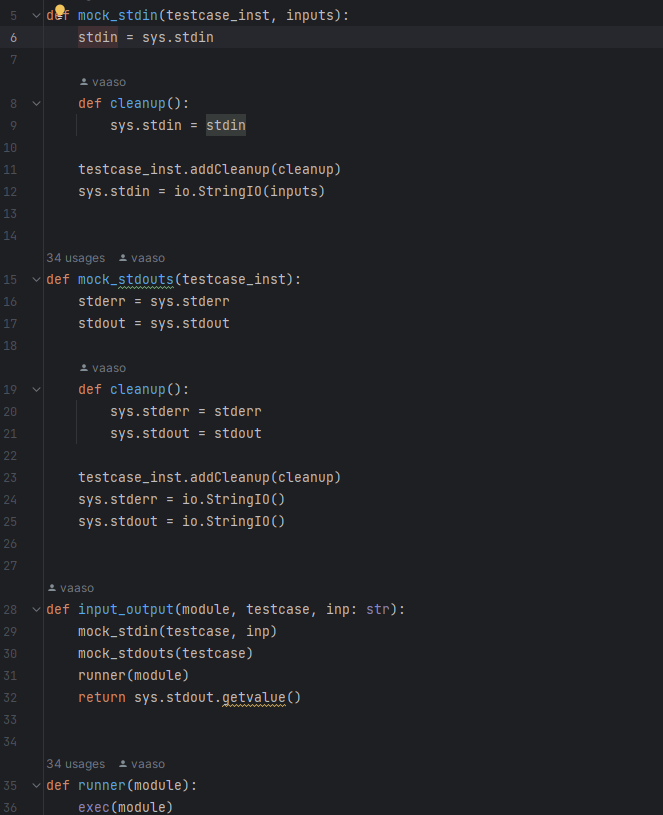 5 def mock_stdin(testcase_inst, inputs):
6 stdin = sys.stdin
7
vaaso
8 def cleanup():
9 sys.stdin = stdin
10
11 testcase_inst.addCleanup(cleanup)
12 sys.stdin = io.StringIO(inputs)
13
14
34 usages vaaso
15 def mock_stdouts(testcase_inst):
16 stderr = sys.stderr
17 stdout = sys.stdout
18
vaaso
19 def cleanup():
20 sys.stderr = stderr
21 sys.stdout = stdout
22
23 testcase_inst.addCleanup(cleanup)
24 sys.stderr = io.StringIO()
25 sys.stdout = io.StringIO()
26
27
vaaso
28 def input_output(module, testcase, inp: str):
29 mock_stdin(testcase, inp)
30 mock_stdouts(testcase)
31 runner(module)
32 return sys.stdout.getvalue()
33
34
34 usages vaaso
35 def runner(module):
36 exec(module)